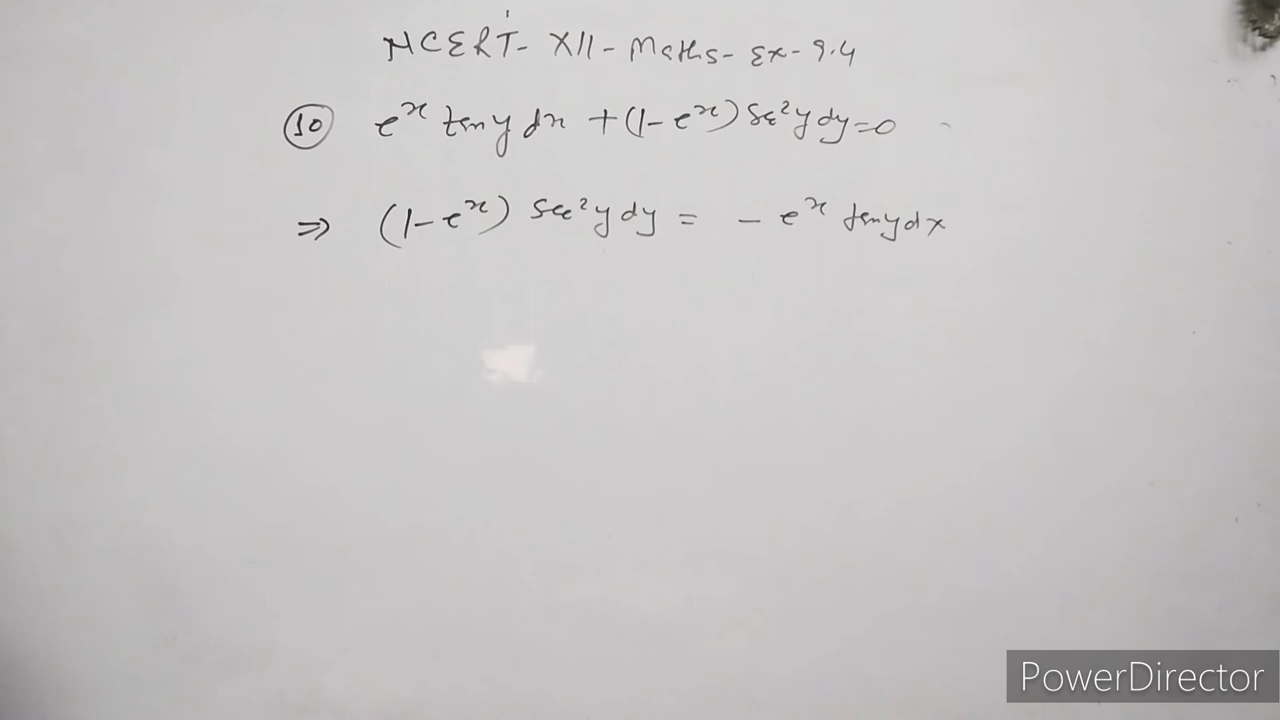 NCERT- XII - Maths - Ex - 9.4
10 e^x tan y dx + (1 - e^x) Sec²y dy = 0
⇒ (1 - e^x) Sec²y dy = - e^x tan y dx
PowerDirector